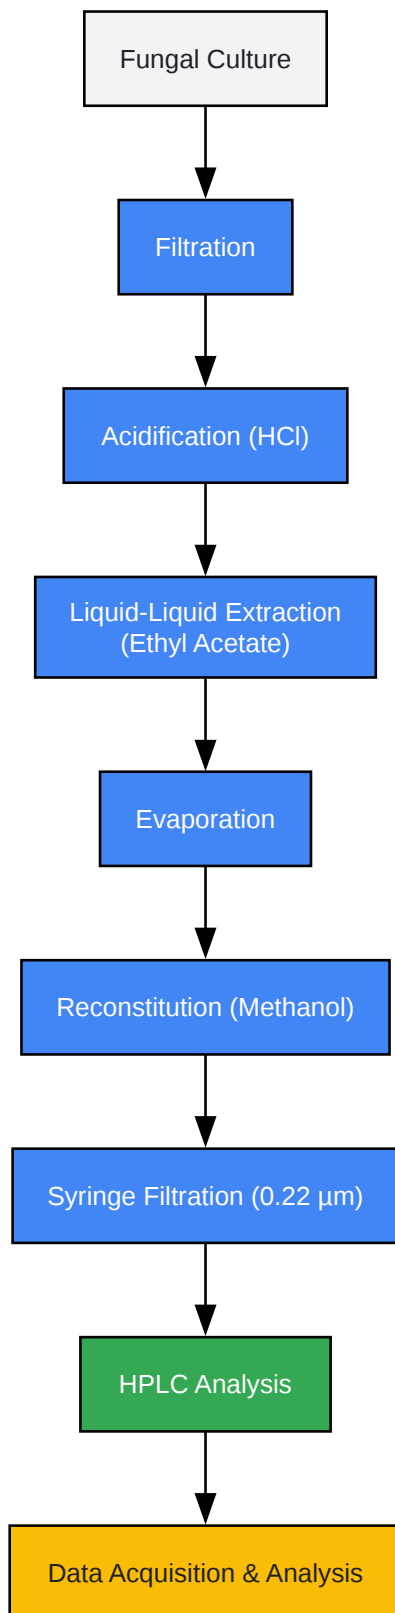 Fungal Culture
Filtration
Acidification (HCl)
Liquid-Liquid Extraction
(Ethyl Acetate)
Evaporation
Reconstitution (Methanol)
Syringe Filtration (0.22 µm)
HPLC Analysis
Data Acquisition & Analysis